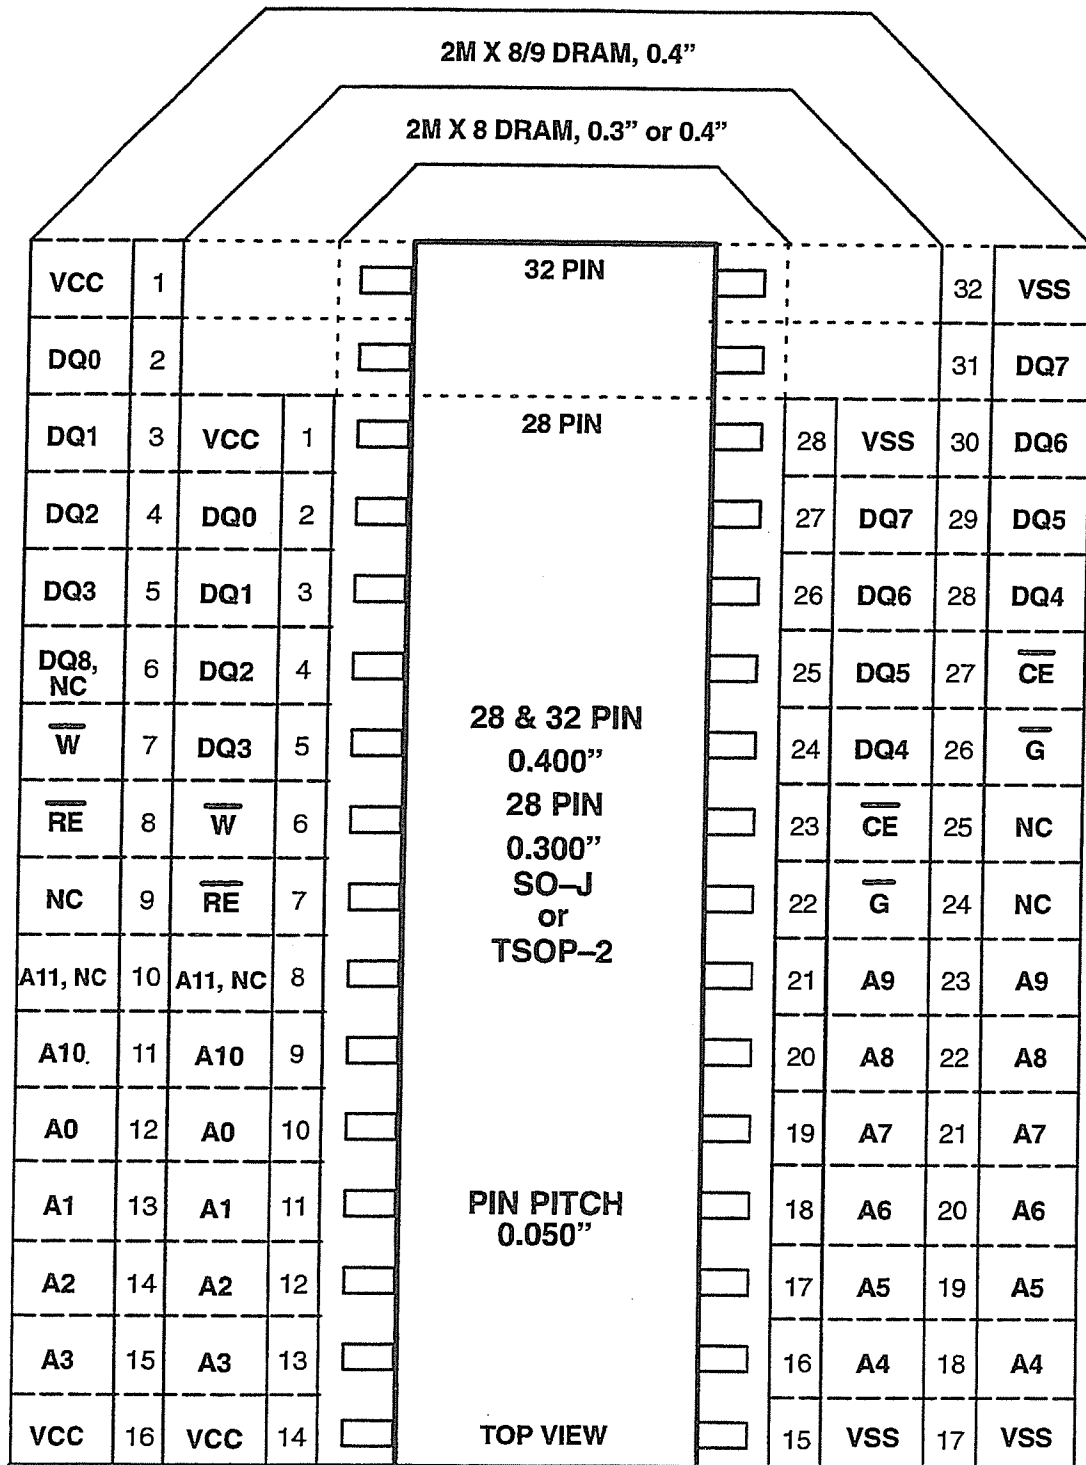 2M X 8/9 DRAM, 0.4”
2M X 8 DRAM, 0.3” or 0.4”
VCC 1 32 PIN 32 VSS
DQ0 2 31 DQ7
DQ1 3 VCC 1 28 PIN 28 VSS 30 DQ6
DQ2 4 DQ0 2 27 DQ7 29 DQ5
DQ3 5 DQ1 3 26 DQ6 28 DQ4
DQ8,
NC 6 DQ2 4 25 DQ5 27 C̅E̅
W̅ 7 DQ3 5 28 & 32 PIN 24 DQ4 26 G̅
0.400”
R̅E̅ 8 W̅ 6 28 PIN 23 C̅E̅ 25 NC
0.300”
NC 9 R̅E̅ 7 SO–J 22 G̅ 24 NC
or
TSOP–2
A11, NC 10 A11, NC 8 21 A9 23 A9
A10. 11 A10 9 20 A8 22 A8
A0 12 A0 10 19 A7 21 A7
A1 13 A1 11 PIN PITCH 18 A6 20 A6
0.050”
A2 14 A2 12 17 A5 19 A5
A3 15 A3 13 16 A4 18 A4
VCC 16 VCC 14 TOP VIEW 15 VSS 17 VSS